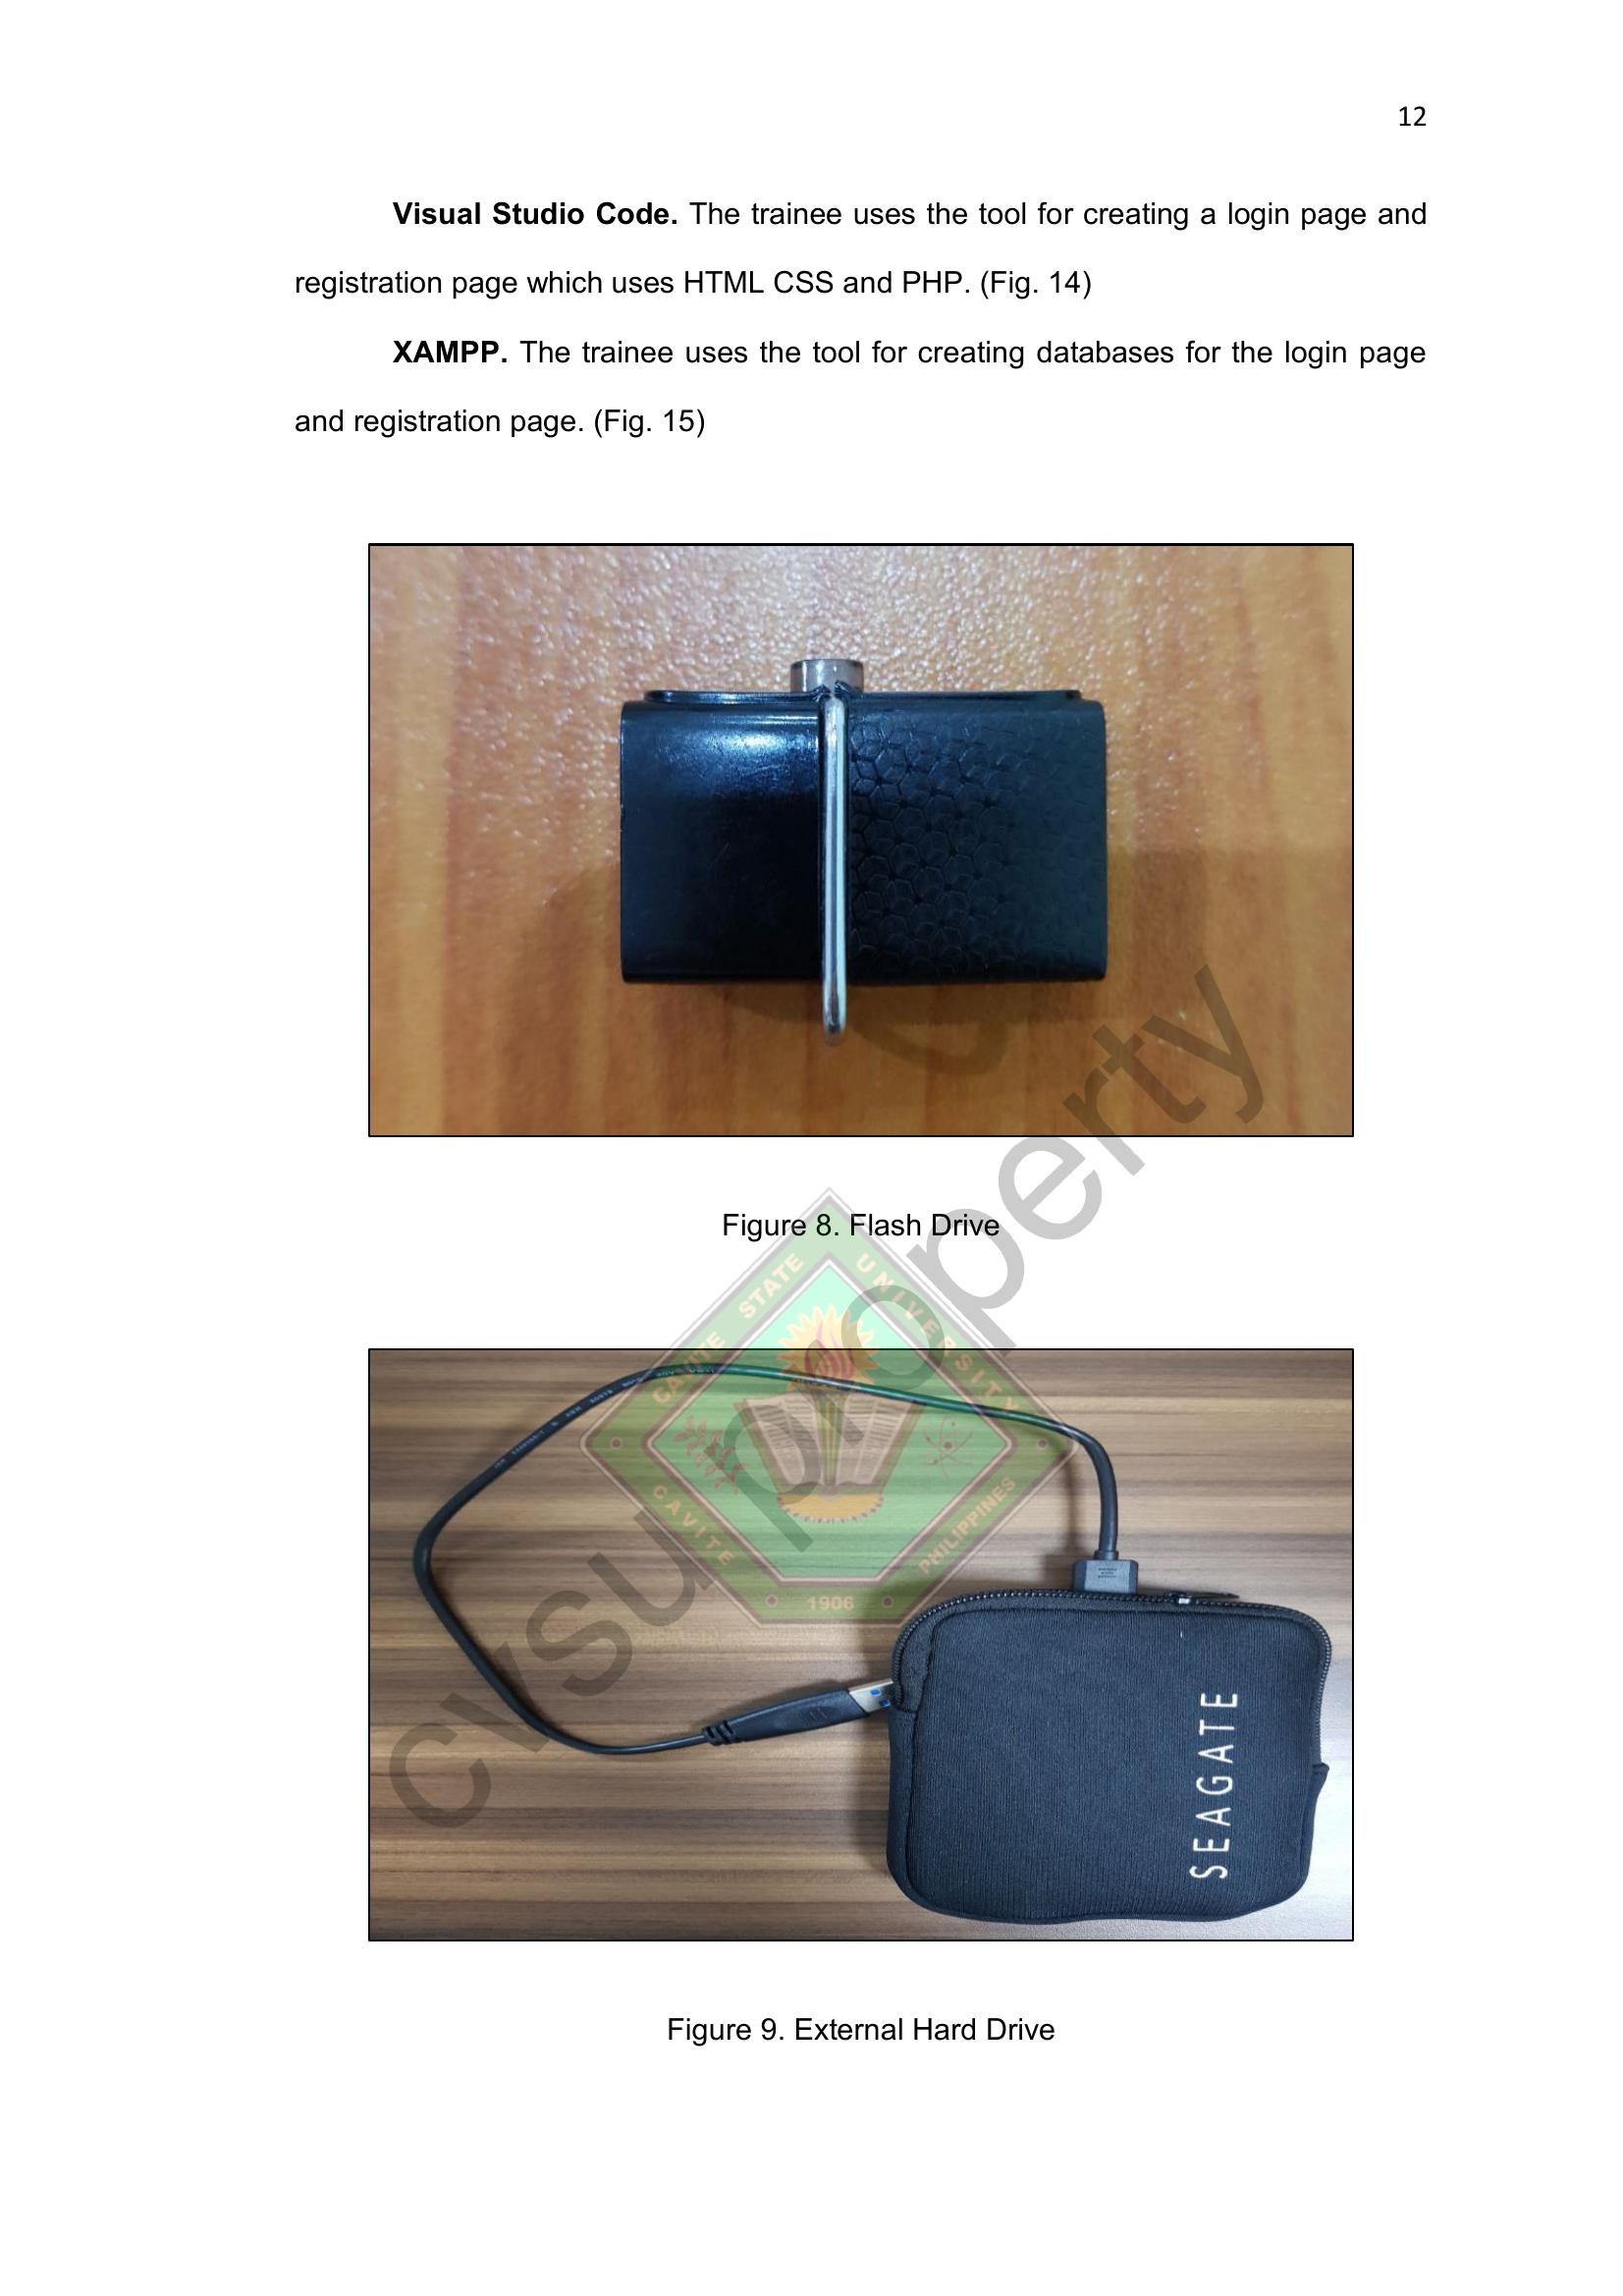 12
Visual Studio Code. The trainee uses the tool for creating a login page and
registration page which uses HTML CSS and PHP. (Fig. 14)
XAMPP. The trainee uses the tool for creating databases for the login page
and registration page. (Fig. 15)
Figure 8. Flash Drive
CAVITE STATE UNIVERSITY
CAVITE PHILIPPINES
1906
cvsu property
SEAGATE
Figure 9. External Hard Drive